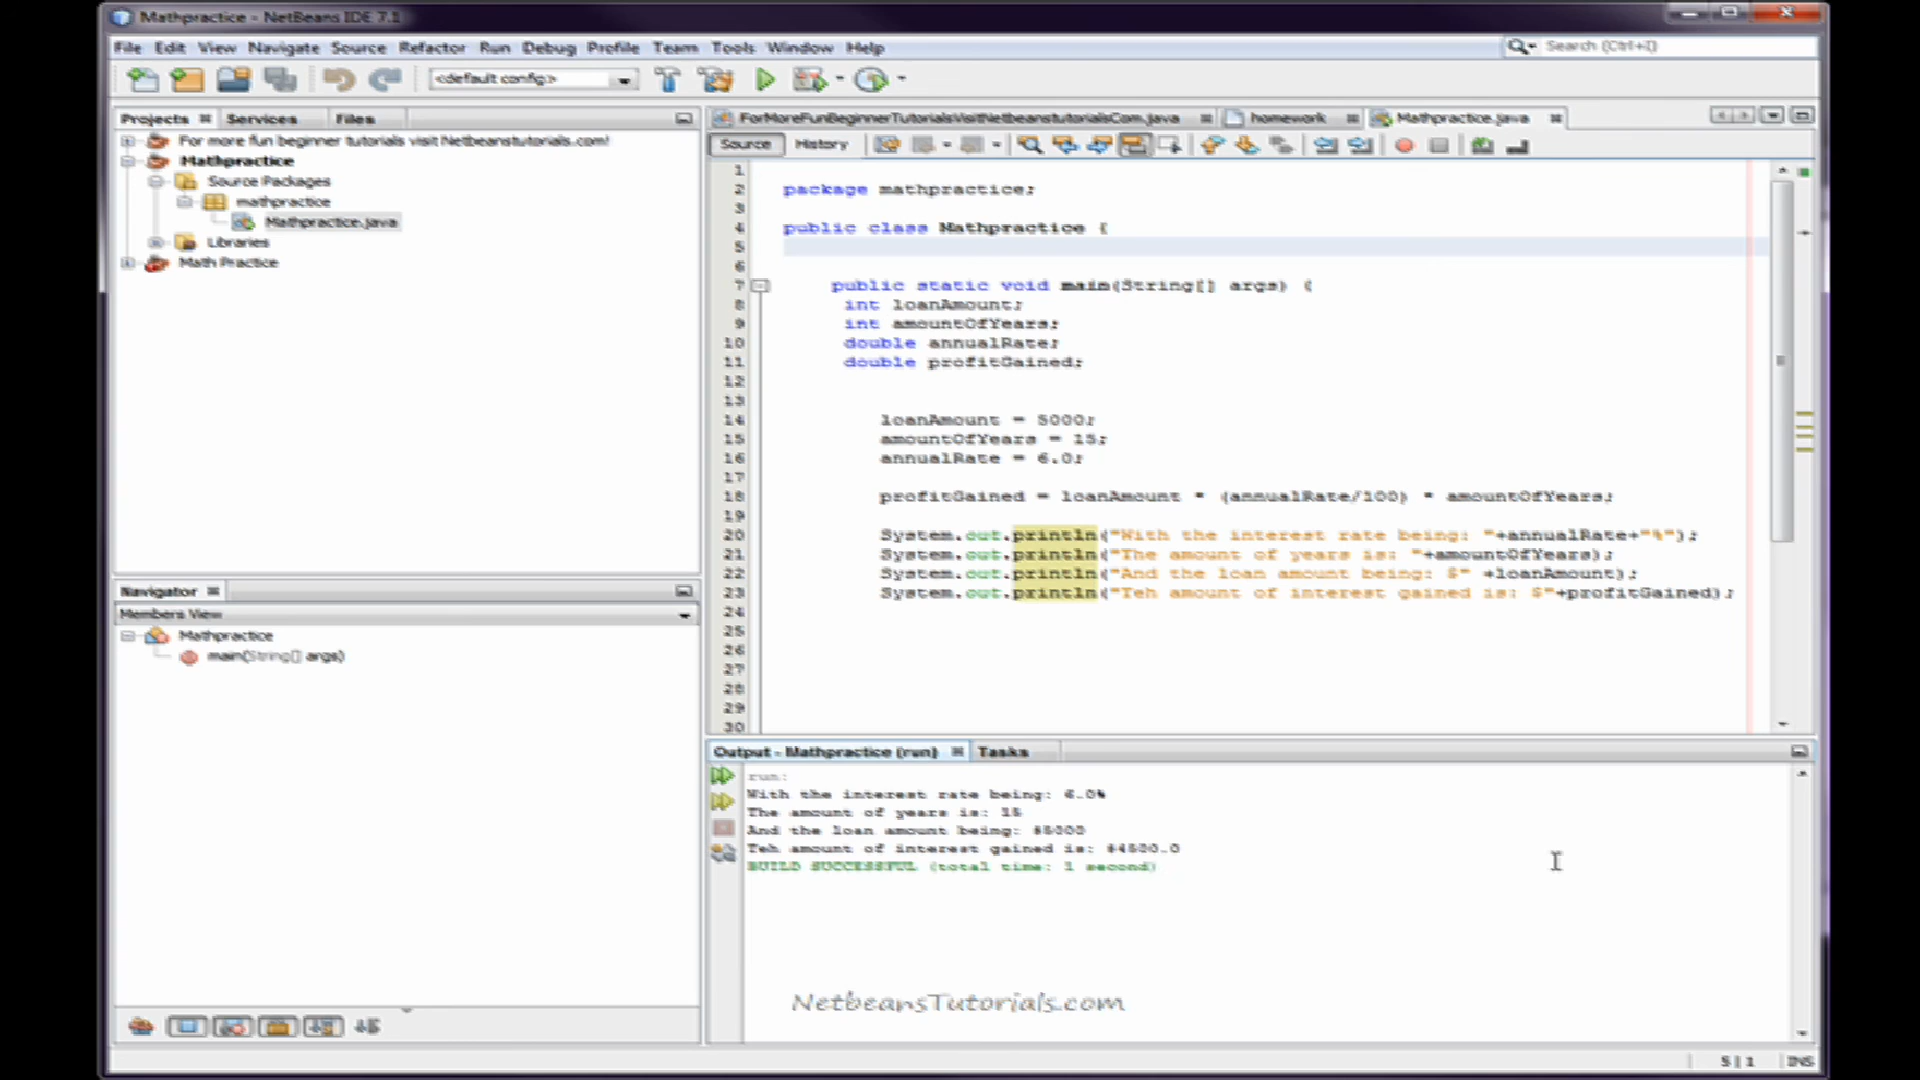 Mathpractice - NetBeans IDE 7.1
File Edit View Navigate Source Refactor Run Debug Profile Team Tools Window Help
Search (Ctrl+I)
<default config>
Projects Services Files
For more fun beginner tutorials visit Netbeanstutorials.com!
Mathpractice
Source Packages
mathpractice
Mathpractice.java
Libraries
Math Practice
Navigator
Members View
Mathpractice
main(String[] args)
ForMoreFunBeginnerTutorialsVisitNetbeanstutorialsCom.java homework Mathpractice.java
Source History
1
2 package mathpractice;
3
4 public class Mathpractice {
5
6
7 public static void main(String[] args) {
8 int loanAmount;
9 int amountOfYears;
10 double annualRate;
11 double profitGained;
12
13
14 loanAmount = 5000;
15 amountOfYears = 15;
16 annualRate = 6.0;
17
18 profitGained = loanAmount * (annualRate/100) * amountOfYears;
19
20 System.out.println("With the interest rate being: "+annualRate+"%");
21 System.out.println("The amount of years is: "+amountOfYears);
22 System.out.println("And the loan amount being: $" +loanAmount);
23 System.out.println("Teh amount of interest gained is: $"+profitGained);
24
25
26
27
28
29
30
Output - Mathpractice (run) Tasks
run:
With the interest rate being: 6.0%
The amount of years is: 15
And the loan amount being: $5000
Teh amount of interest gained is: $4500.0
BUILD SUCCESSFUL (total time: 1 second)
NetbeansTutorials.com
5 | 1 INS